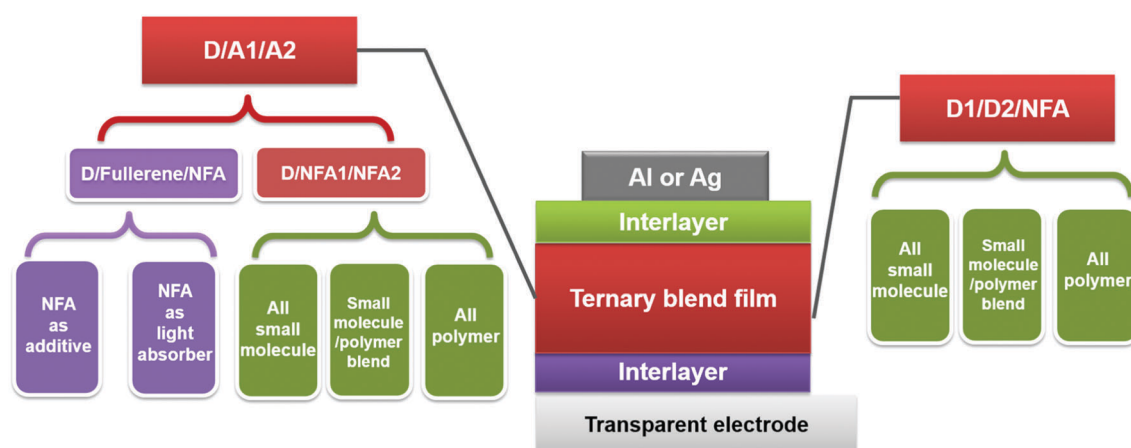 D/A1/A2
D/Fullerene/NFA
D/NFA1/NFA2
NFA
as
additive
NFA
as
light
absorber
All
small
molecule
Small
molecule
/polymer
blend
All
polymer
Al or Ag
Interlayer
Ternary blend film
Interlayer
Transparent electrode
D1/D2/NFA
All
small
molecule
Small
molecule
/polymer
blend
All
polymer